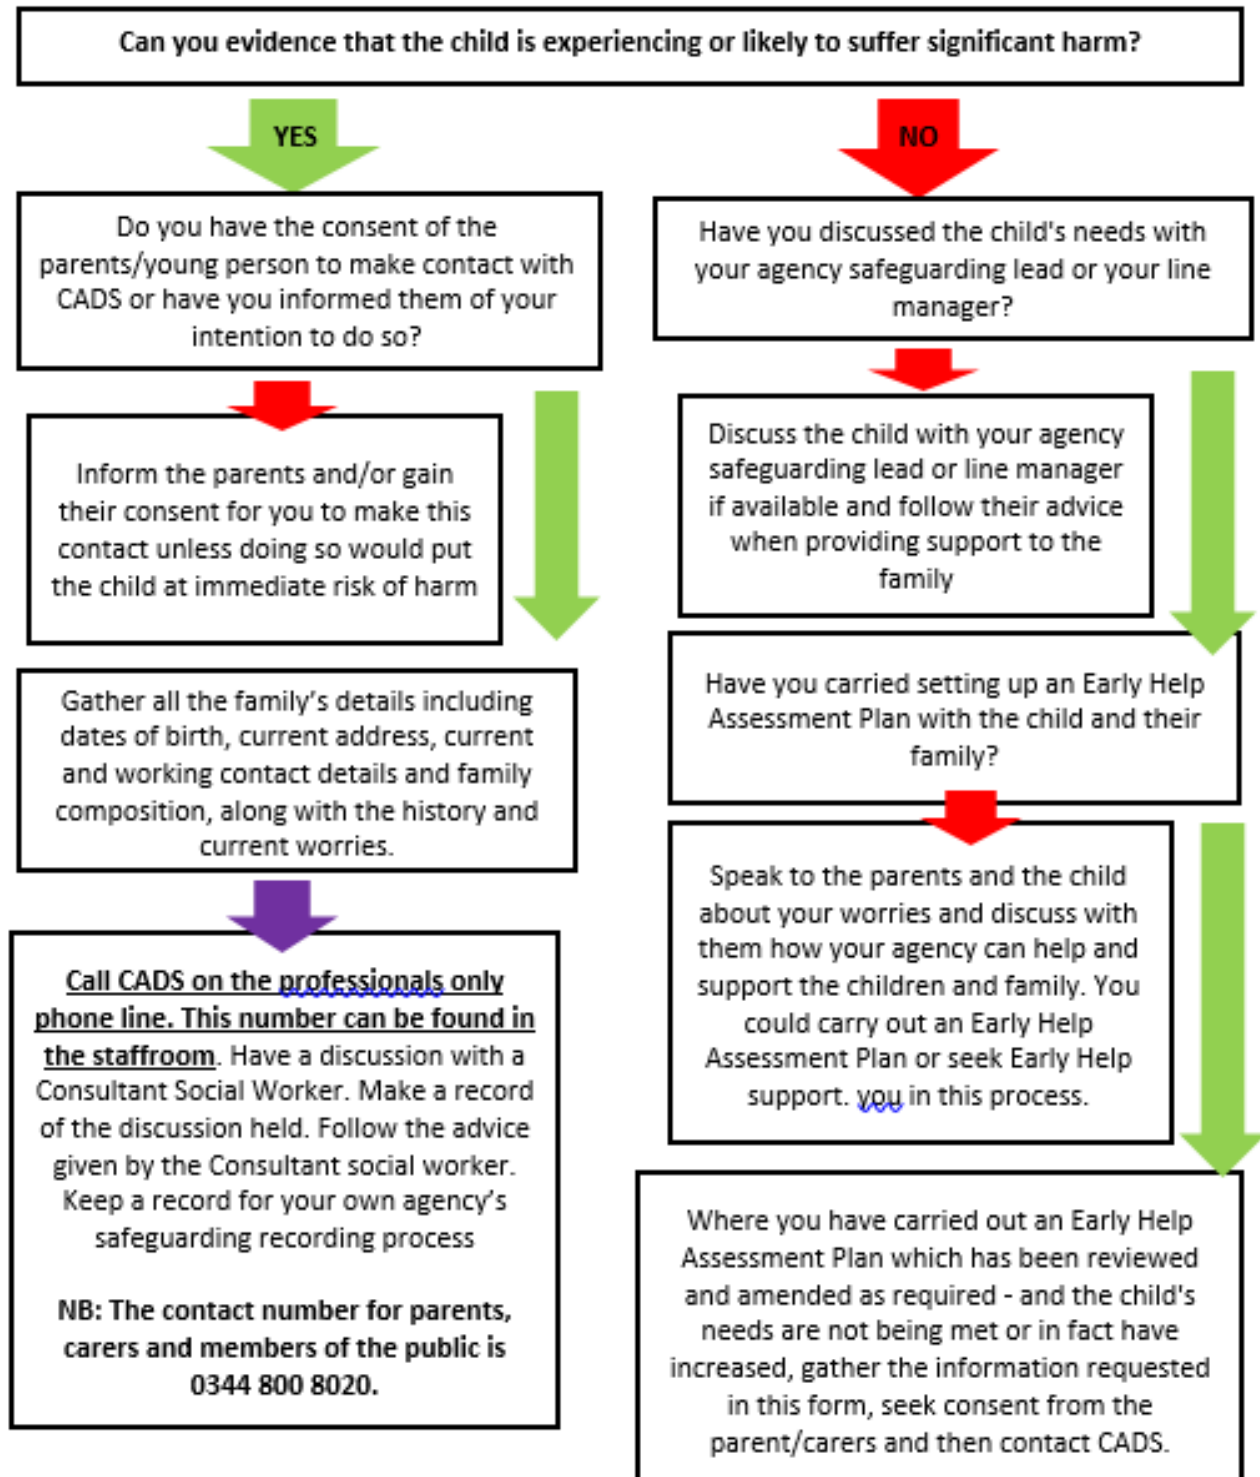 Can you evidence that the child is experiencing or likely to suffer significant harm?
YES
NO
Do you have the consent of the
parents/young person to make contact with
CADS or have you informed them of your
intention to do so?
Have you discussed the child's needs with
your agency safeguarding lead or your line
manager?
Inform the parents and/or gain
their consent for you to make this
contact unless doing so would put
the child at immediate risk of harm
Discuss the child with your agency
safeguarding lead or line manager
if available and follow their advice
when providing support to the
family
Gather all the family’s details including
dates of birth, current address, current
and working contact details and family
composition, along with the history and
current worries.
Have you carried setting up an Early Help
Assessment Plan with the child and their
family?
Call CADS on the professionals only
phone line. This number can be found in
the staffroom. Have a discussion with a
Consultant Social Worker. Make a record
of the discussion held. Follow the advice
given by the Consultant social worker.
Keep a record for your own agency’s
safeguarding recording process
NB: The contact number for parents,
carers and members of the public is
0344 800 8020.
Speak to the parents and the child
about your worries and discuss with
them how your agency can help and
support the children and family. You
could carry out an Early Help
Assessment Plan or seek Early Help
support. you in this process.
Where you have carried out an Early Help
Assessment Plan which has been reviewed
and amended as required - and the child's
needs are not being met or in fact have
increased, gather the information requested
in this form, seek consent from the
parent/carers and then contact CADS.